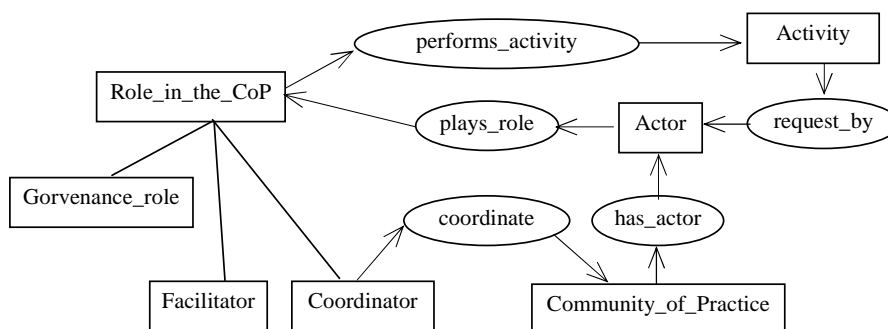 performs_activity
Activity
Role_in_the_CoP
plays_role
Actor
request_by
Gorvenance_role
coordinate
has_actor
Facilitator
Coordinator
Community_of_Practice